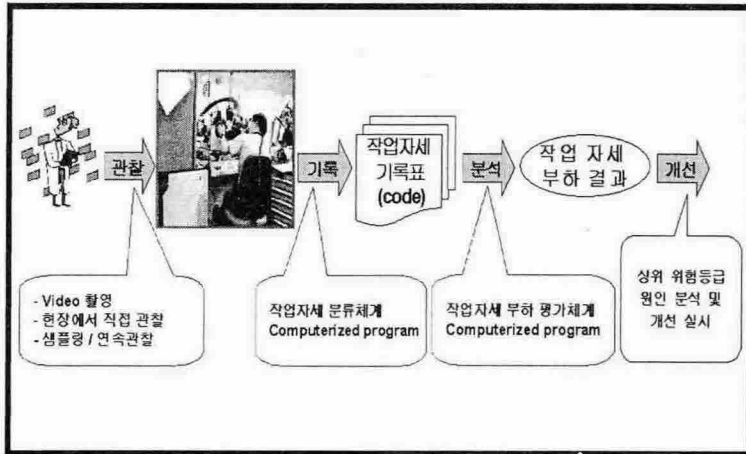 관찰
기록
작업자세
기록표
(code)
분석
작업 자세
부하 결과
개선
- Video 촬영
- 현장에서 직접 관찰
- 샘플링 / 연속관찰
작업자세 분류체계
Computerized program
작업자세 부하 평가체계
Computerized program
상위 위험등급
원인 분석 및
개선 실시